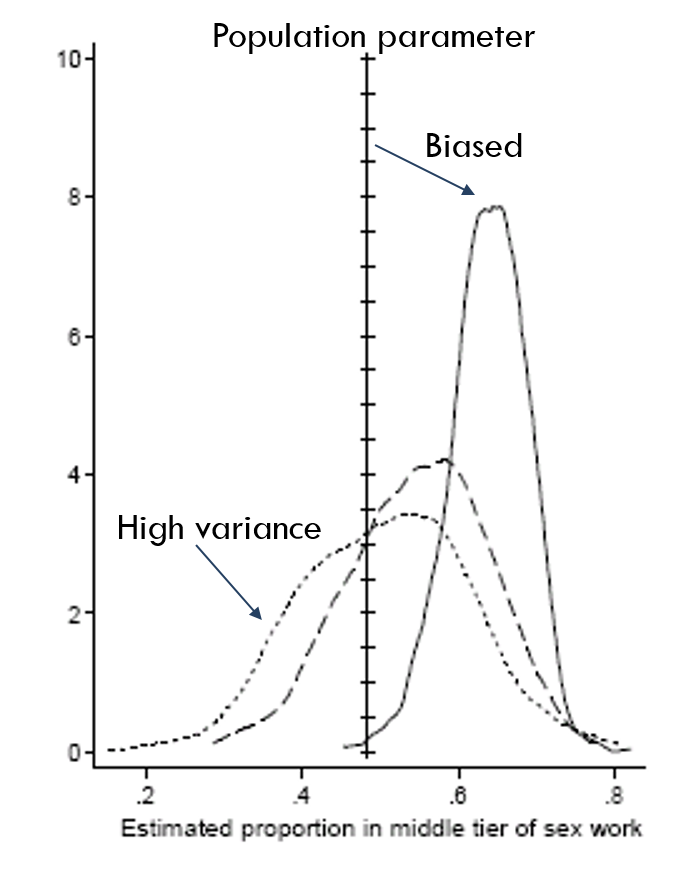 Population parameter
10
Biased
8
6
4
High variance
2
0
.2 .4 .6 .8
Estimated proportion in middle tier of sex work